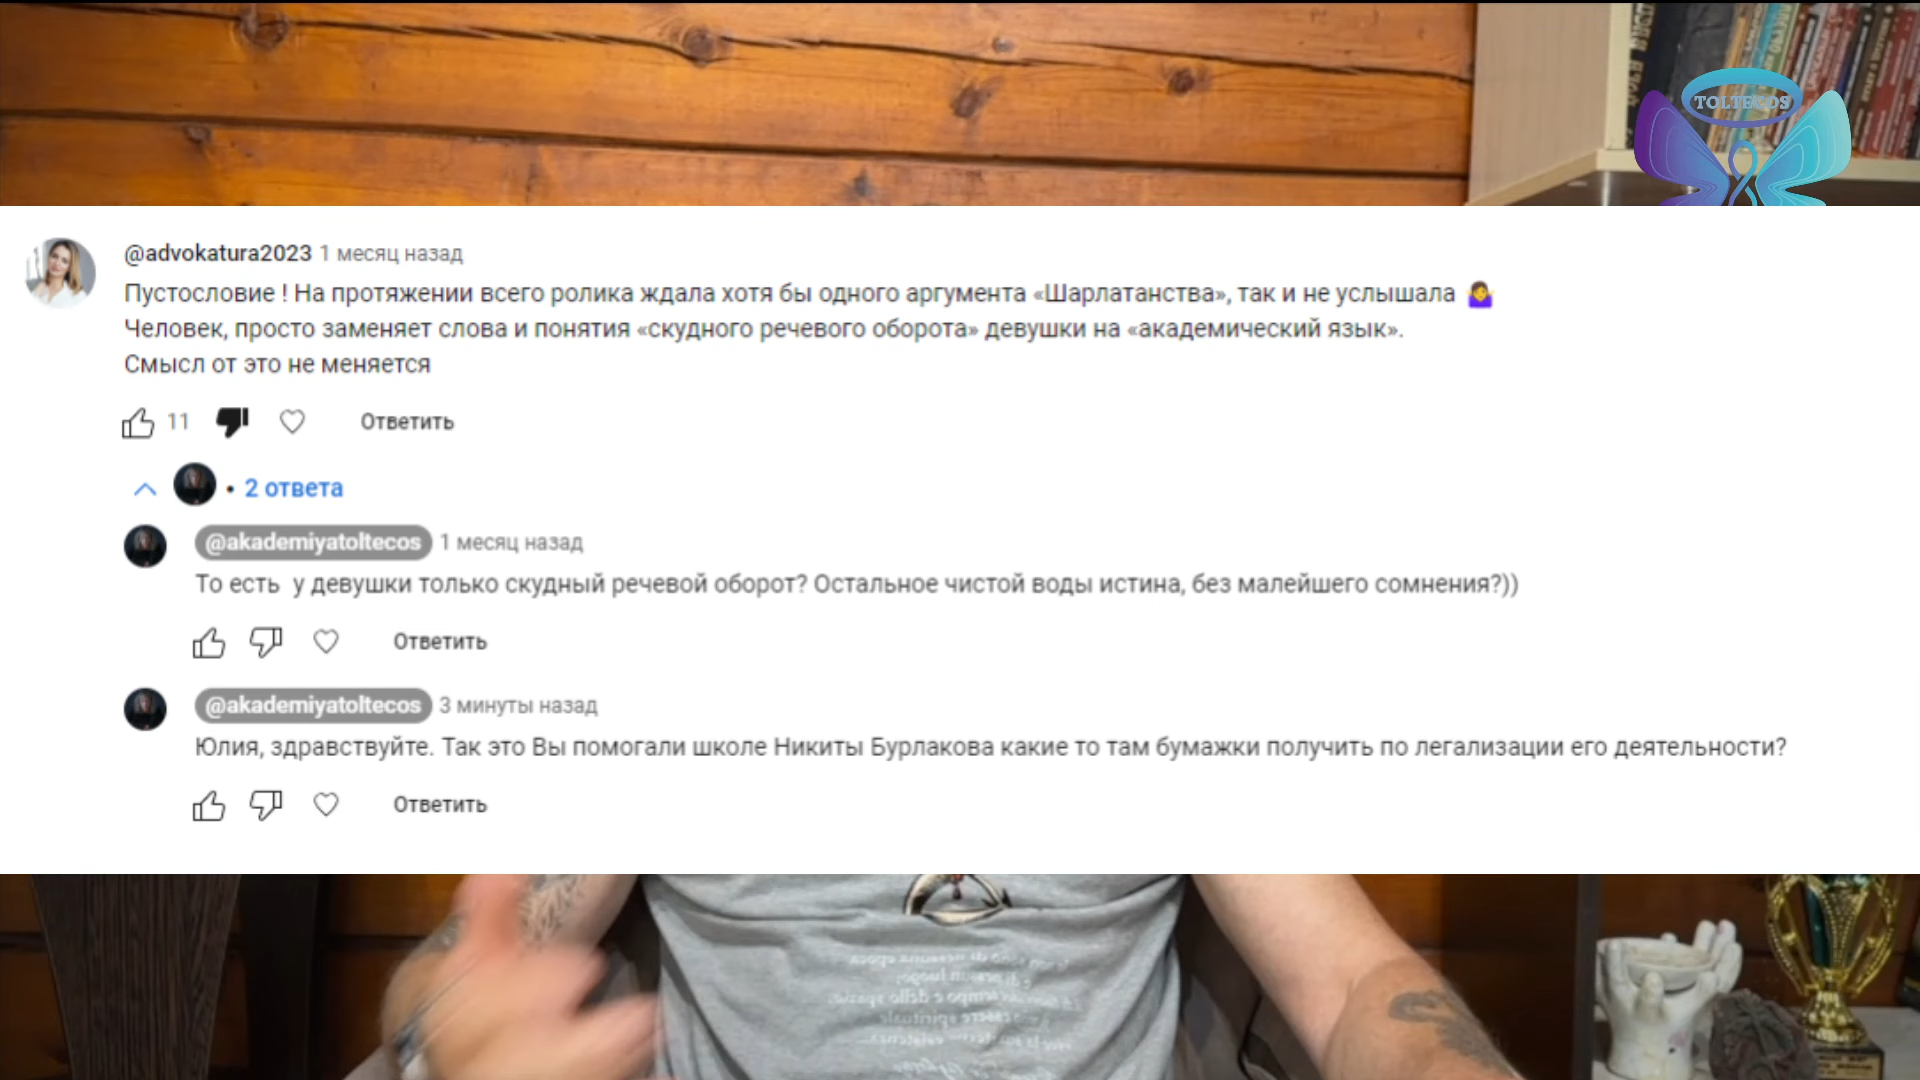 TOLTECOS
@advokatura2023 1 месяц назад
Пустословие ! На протяжении всего ролика ждала хотя бы одного аргумента «Шарлатанства», так и не услышала 🤷‍♀️
Человек, просто заменяет слова и понятия «скудного речевого оборота» девушки на «академический язык».
Смысл от это не меняется
11 Ответить
• 2 ответа
@akademiyatoltecos 1 месяц назад
То есть у девушки только скудный речевой оборот? Остальное чистой воды истина, без малейшего сомнения?))
Ответить
@akademiyatoltecos 3 минуты назад
Юлия, здравствуйте. Так это Вы помогали школе Никиты Бурлакова какие то там бумажки получить по легализации его деятельности?
Ответить